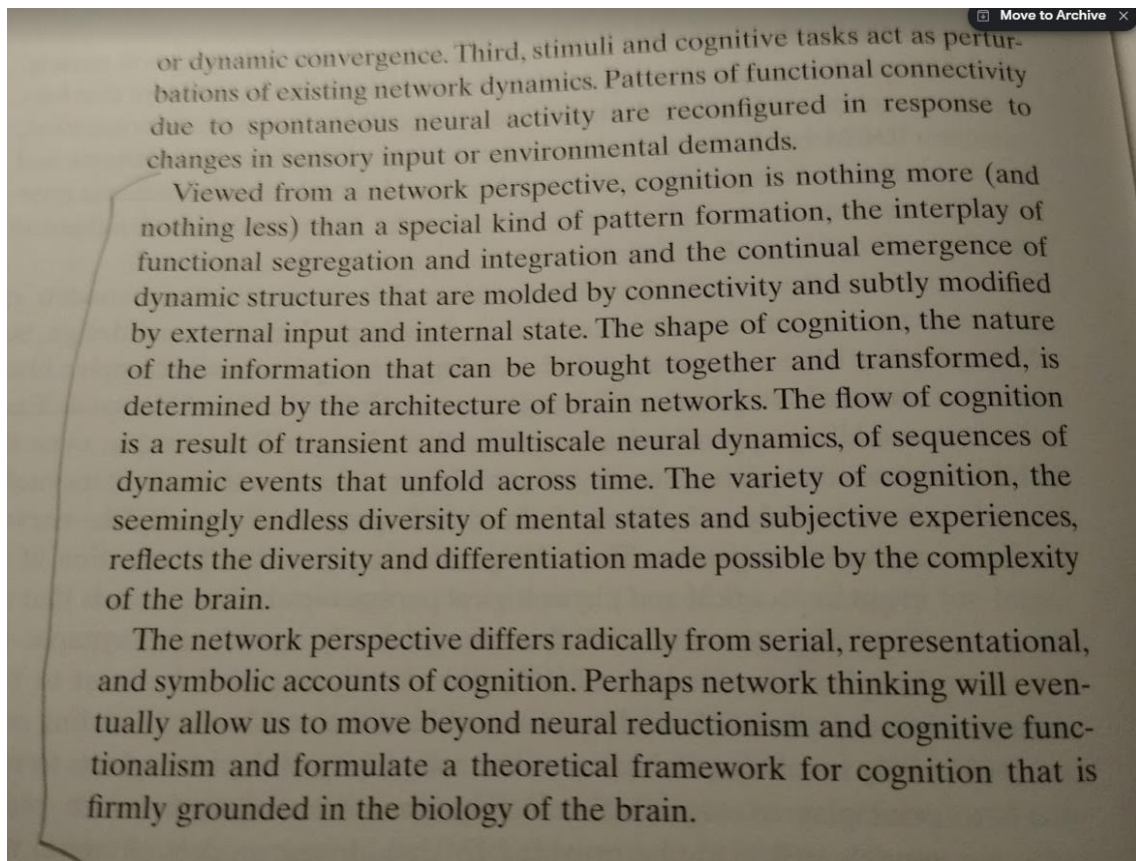 Move to Archive
or dynamic convergence. Third, stimuli and cognitive tasks act as pertur-
bations of existing network dynamics. Patterns of functional connectivity
due to spontaneous neural activity are reconfigured in response to
changes in sensory input or environmental demands.
Viewed from a network perspective, cognition is nothing more (and
nothing less) than a special kind of pattern formation, the interplay of
functional segregation and integration and the continual emergence of
dynamic structures that are molded by connectivity and subtly modified
by external input and internal state. The shape of cognition, the nature
of the information that can be brought together and transformed, is
determined by the architecture of brain networks. The flow of cognition
is a result of transient and multiscale neural dynamics, of sequences of
dynamic events that unfold across time. The variety of cognition, the
seemingly endless diversity of mental states and subjective experiences,
reflects the diversity and differentiation made possible by the complexity
of the brain.
The network perspective differs radically from serial, representational,
and symbolic accounts of cognition. Perhaps network thinking will even-
tually allow us to move beyond neural reductionism and cognitive func-
tionalism and formulate a theoretical framework for cognition that is
firmly grounded in the biology of the brain.